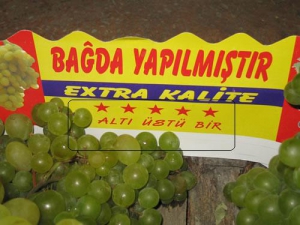 BAĞDA YAPILMIŞTIR
EXTRA KALİTE
ALTI ÜSTÜ BİR